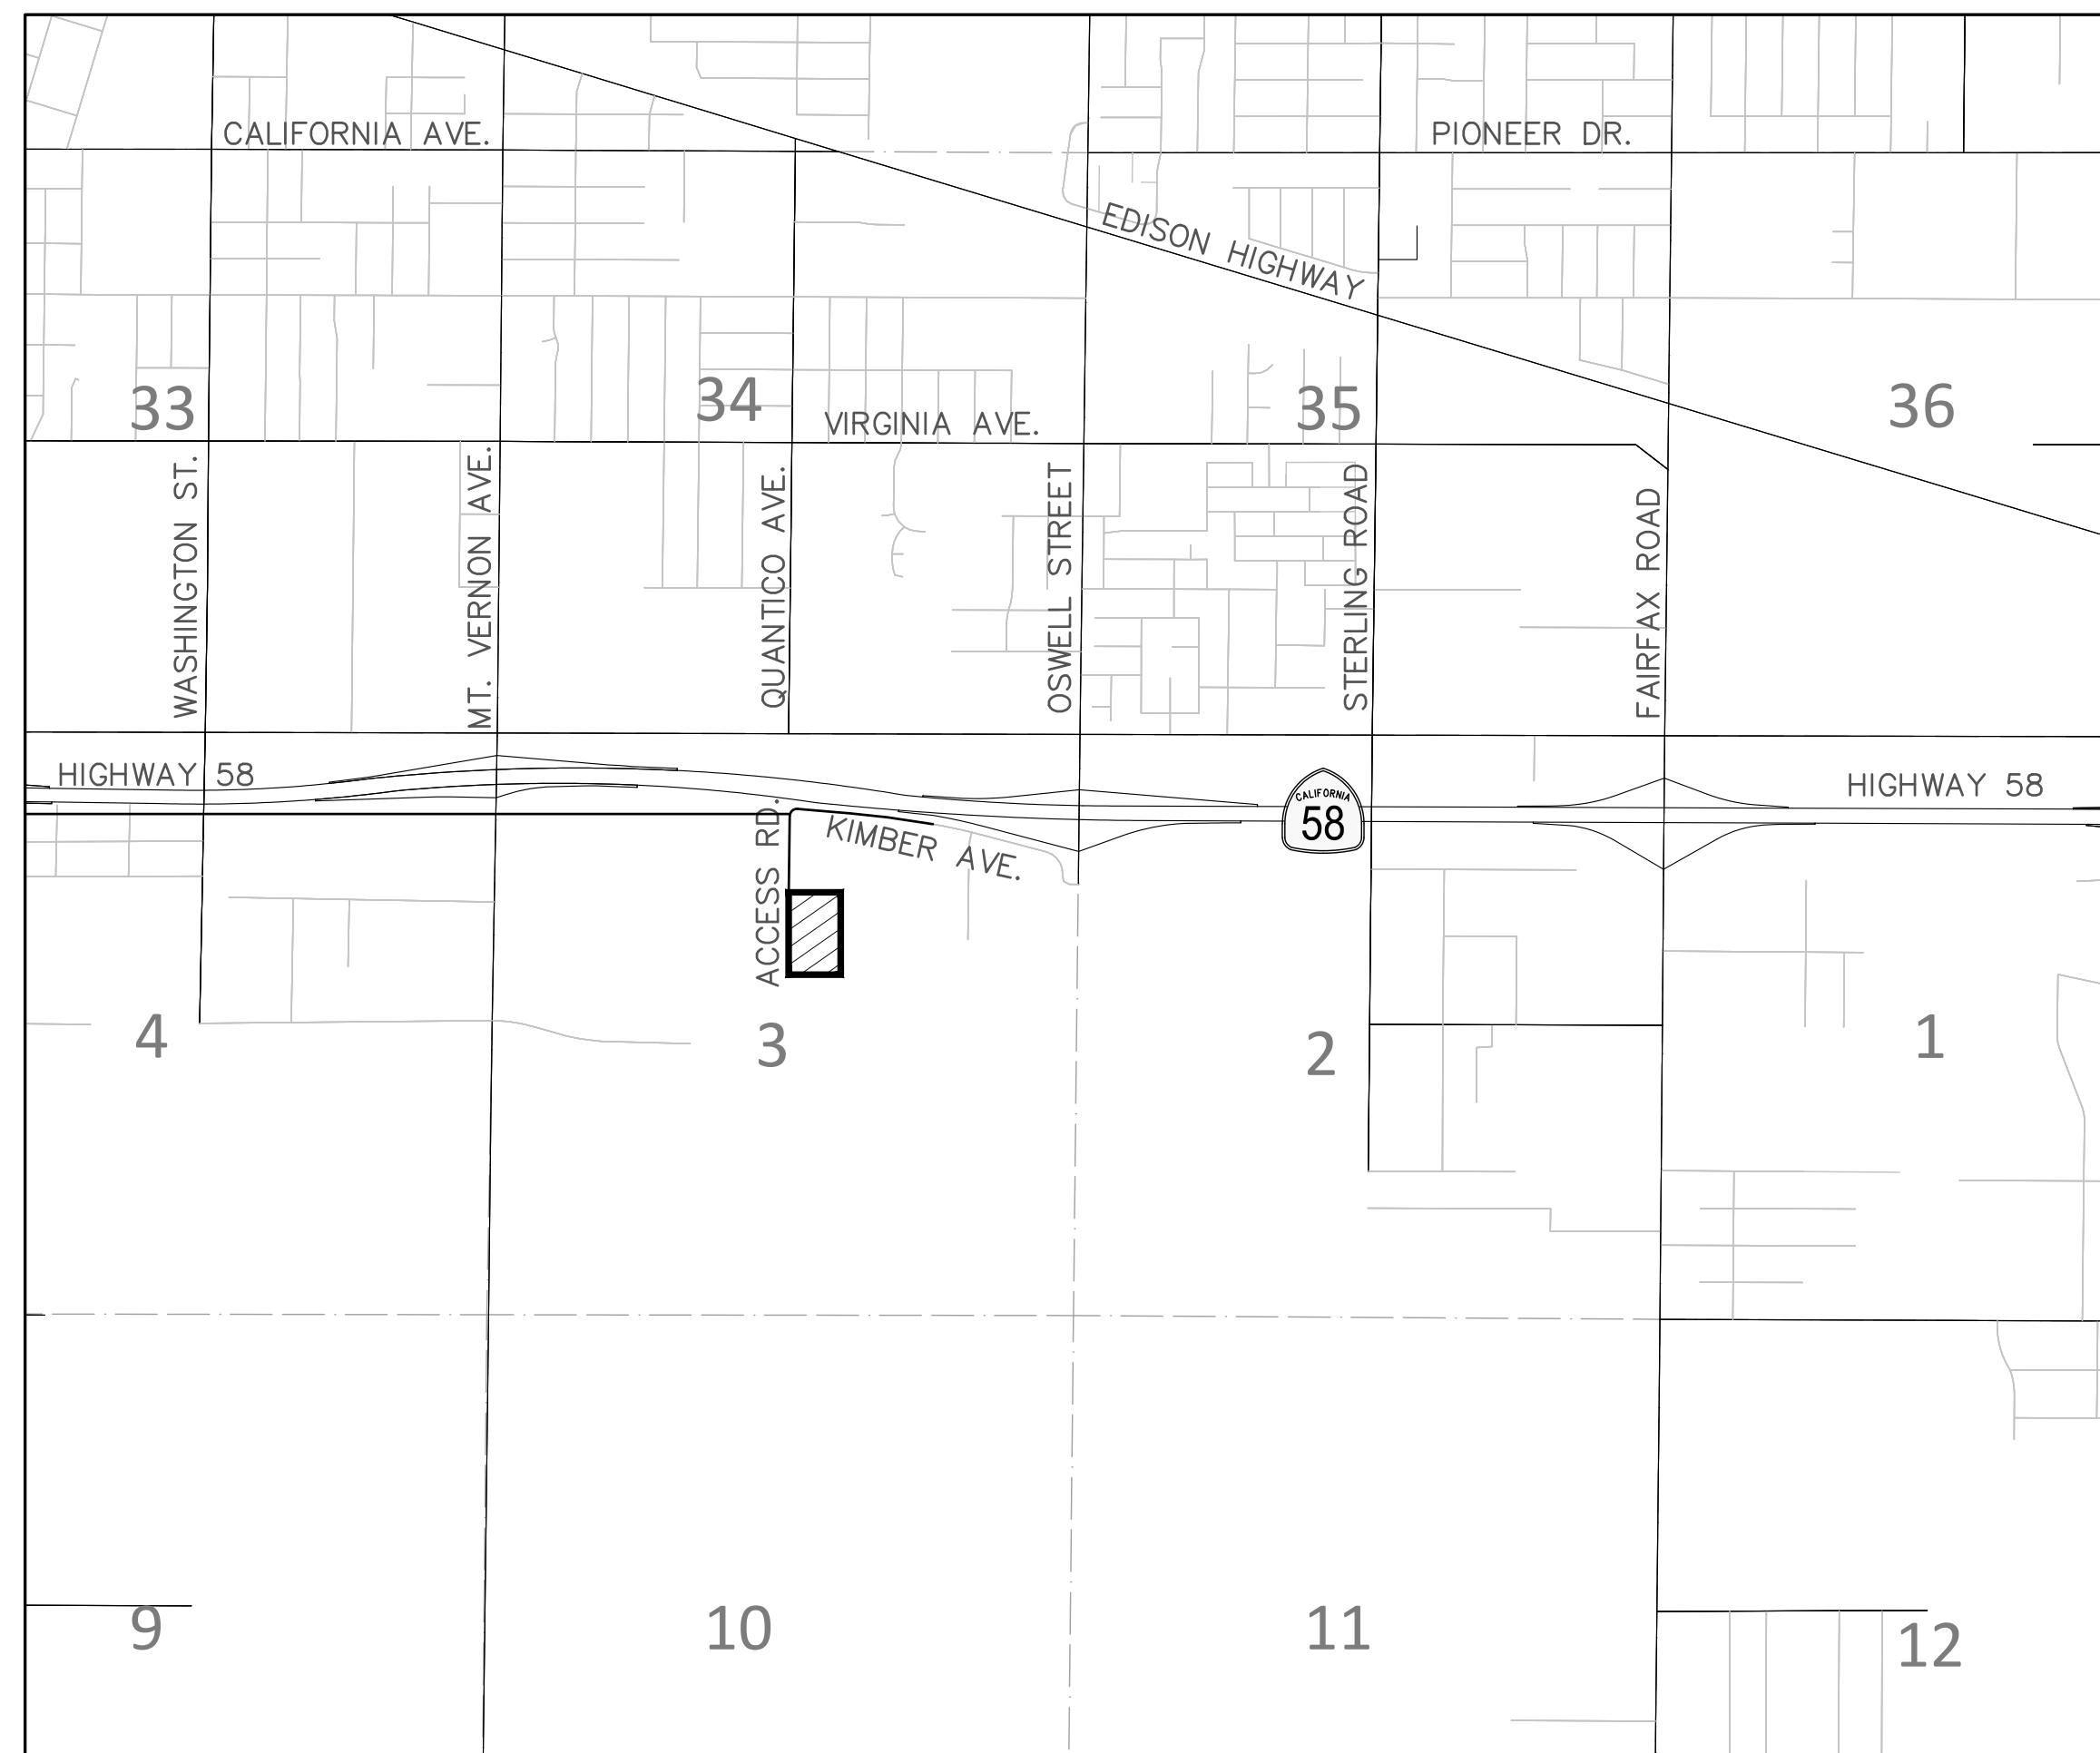 CALIFORNIA AVE.
PIONEER DR.
EDISON HIGHWAY
33
34
35
36
VIRGINIA AVE.
WASHINGTON ST.
MT. VERNON AVE.
QUANTICO AVE.
OSWELL STREET
STERLING ROAD
FAIRFAX ROAD
HIGHWAY 58
CALIFORNIA
58
HIGHWAY 58
ACCESS RD.
KIMBER AVE.
4
3
2
1
9
10
11
12